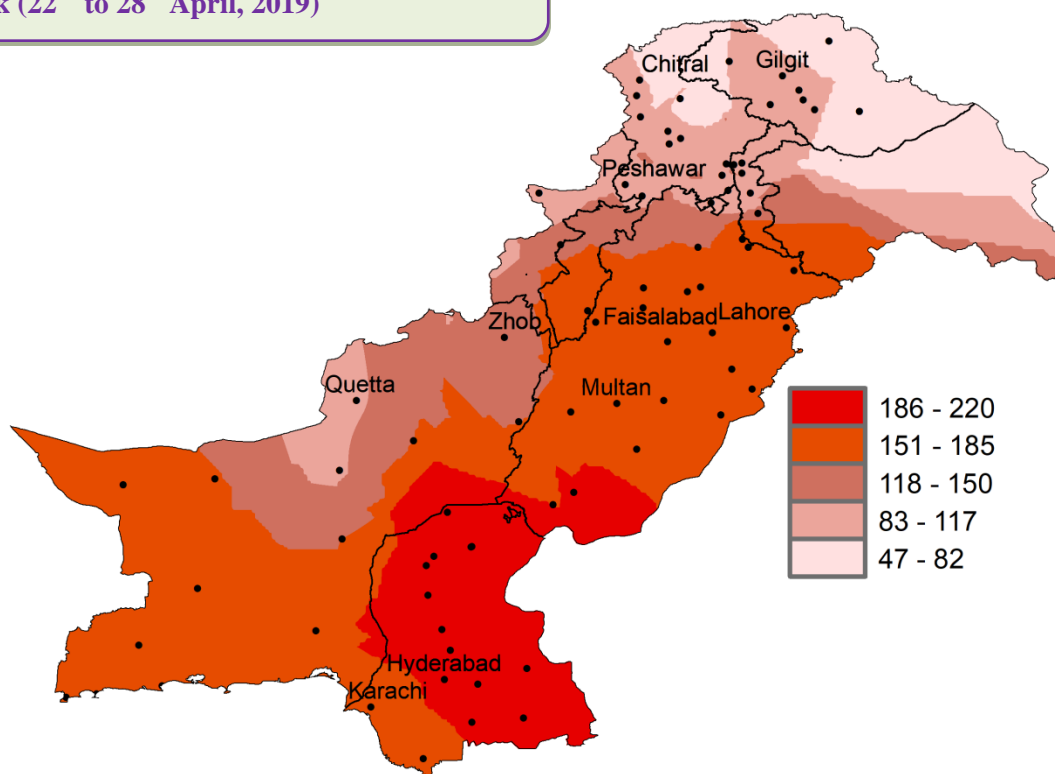 k (22 to 28 April, 2019)
Chitral
Gilgit
Peshawar
Zhob
Faisalabad
Lahore
Quetta
Multan
Hyderabad
Karachi
186 - 220
151 - 185
118 - 150
83 - 117
47 - 82